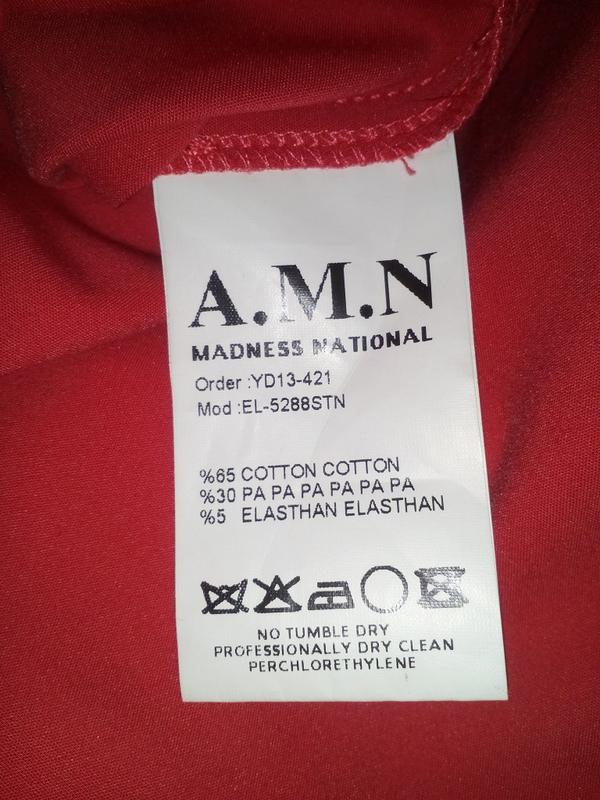 A.M.N
MADNESS NATIONAL
Order :YD13-421
Mod :EL-5288STN
%65 COTTON COTTON
%30 PA PA PA PA PA PA
%5 ELASTHAN ELASTHAN
NO TUMBLE DRY
PROFESSIONALLY DRY CLEAN
PERCHLORETHYLENE